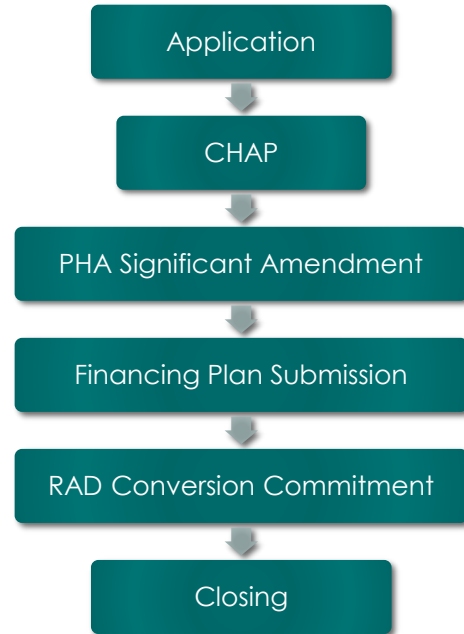 Application
CHAP
PHA Significant Amendment
Financing Plan Submission
RAD Conversion Commitment
Closing